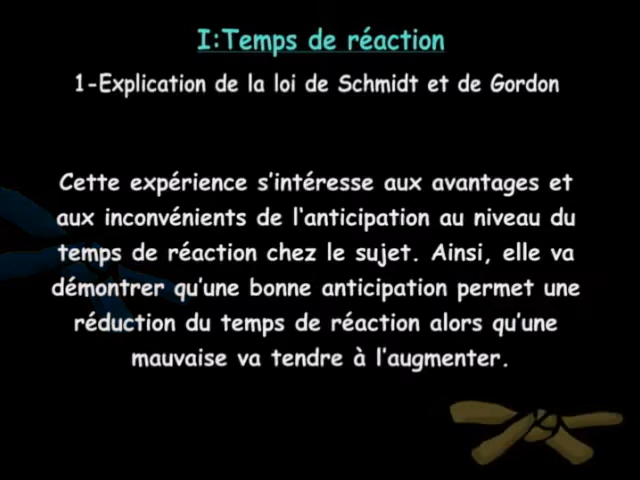 I:Temps de réaction
1-Explication de la loi de Schmidt et de Gordon
Cette expérience s'intéresse aux avantages et
aux inconvénients de l'anticipation au niveau du
temps de réaction chez le sujet. Ainsi, elle va
démontrer qu'une bonne anticipation permet une
réduction du temps de réaction alors qu'une
mauvaise va tendre à l'augmenter.